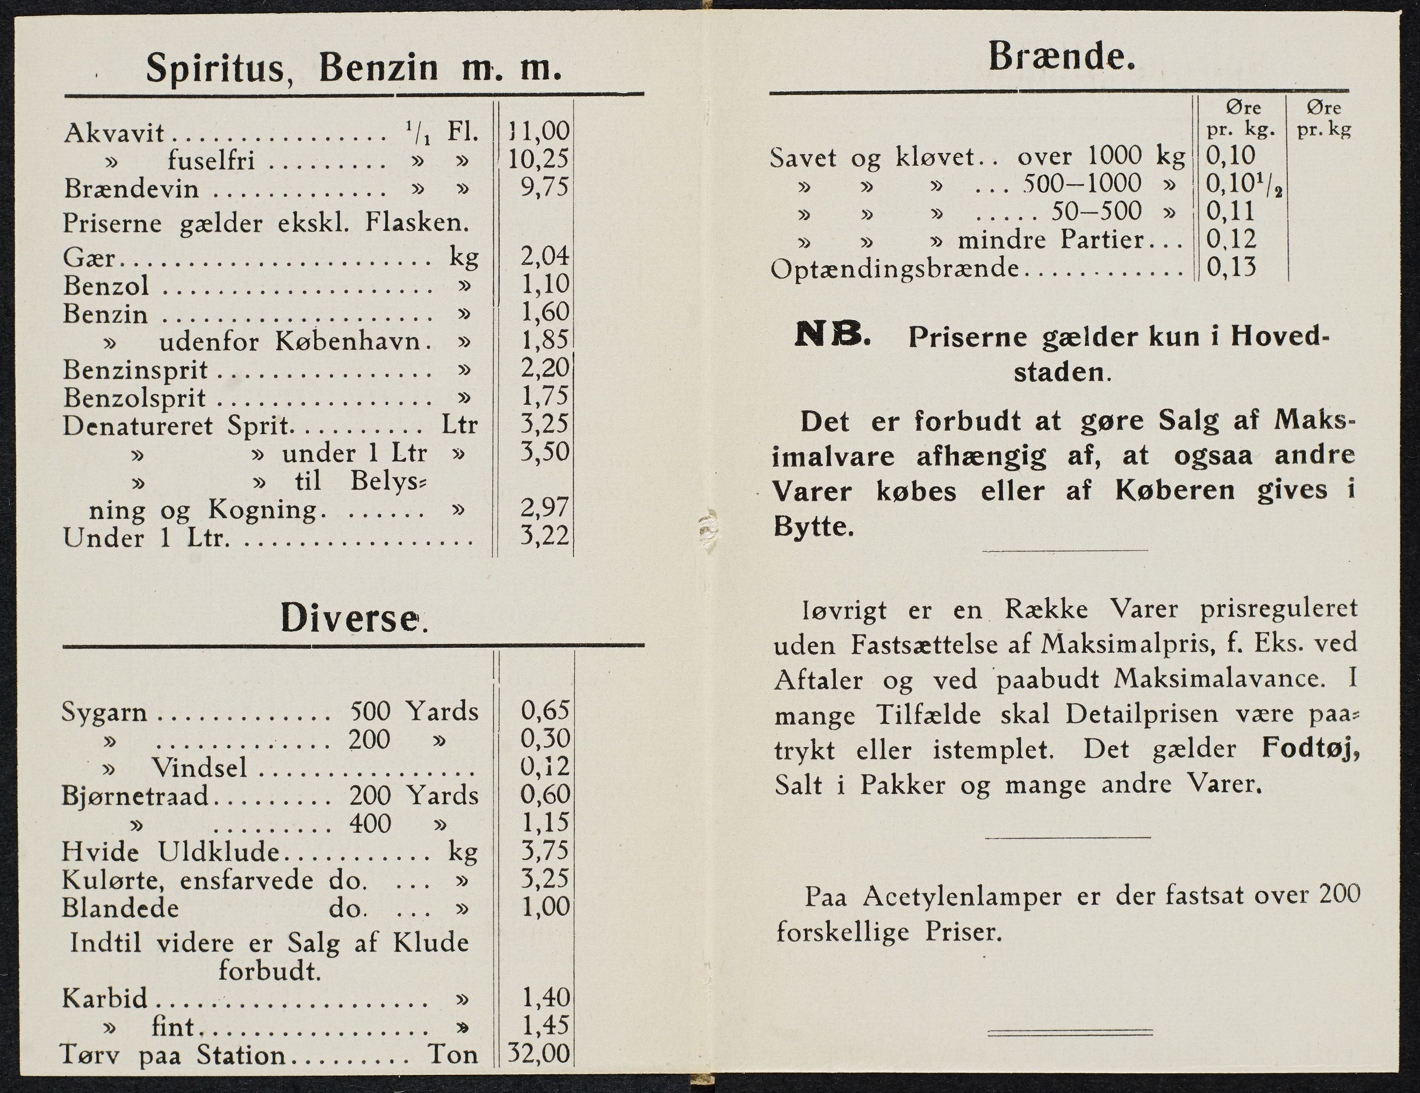 Spiritus, Benzin m. m.
Akvavit ................ 1/1 Fl. 11,00
» fuselfri ......... » » 10,25
Brændevin ............. » » 9,75
Priserne gælder ekskl. Flasken.
Gær....................... kg 2,04
Benzol .................... » 1,10
Benzin .................... » 1,60
» udenfor København. » 1,85
Benzinsprit ................ » 2,20
Benzolsprit ................ » 1,75
Denatureret Sprit.......... Ltr 3,25
» » under 1 Ltr » 3,50
» » til Belys=
ning og Kogning. ...... » 2,97
Under 1 Ltr. ................. 3,22
Diverse.
Sygarn ............. 500 Yards 0,65
» ............. 200 » 0,30
» Vindsel ................ 0,12
Bjørnetraad......... 200 Yards 0,60
» ......... 400 » 1,15
Hvide Uldklude........... kg 3,75
Kulørte, ensfarvede do. ... » 3,25
Blandede do. ... » 1,00
Indtil videre er Salg af Klude
forbudt.
Karbid .................... » 1,40
» fint................. » 1,45
Tørv paa Station......... Ton 32,00
Brænde.
Øre Øre
pr. kg. pr. kg
Savet og kløvet.. over 1000 kg 0,10
» » » ... 500—1000 » 0,10 1/2
» » » ..... 50—500 » 0,11
» » » mindre Partier... 0,12
Optændingsbrænde............ 0,13
NB. Priserne gælder kun i Hoved-
staden.
Det er forbudt at gøre Salg af Maks-
imalvare afhængig af, at ogsaa andre
Varer købes eller af Køberen gives i
Bytte.
Iøvrigt er en Række Varer prisreguleret
uden Fastsættelse af Maksimalpris, f. Eks. ved
Aftaler og ved paabudt Maksimalavance. I
mange Tilfælde skal Detailprisen være paa=
trykt eller istemplet. Det gælder Fodtøj,
Salt i Pakker og mange andre Varer.
Paa Acetylenlamper er der fastsat over 200
forskellige Priser.